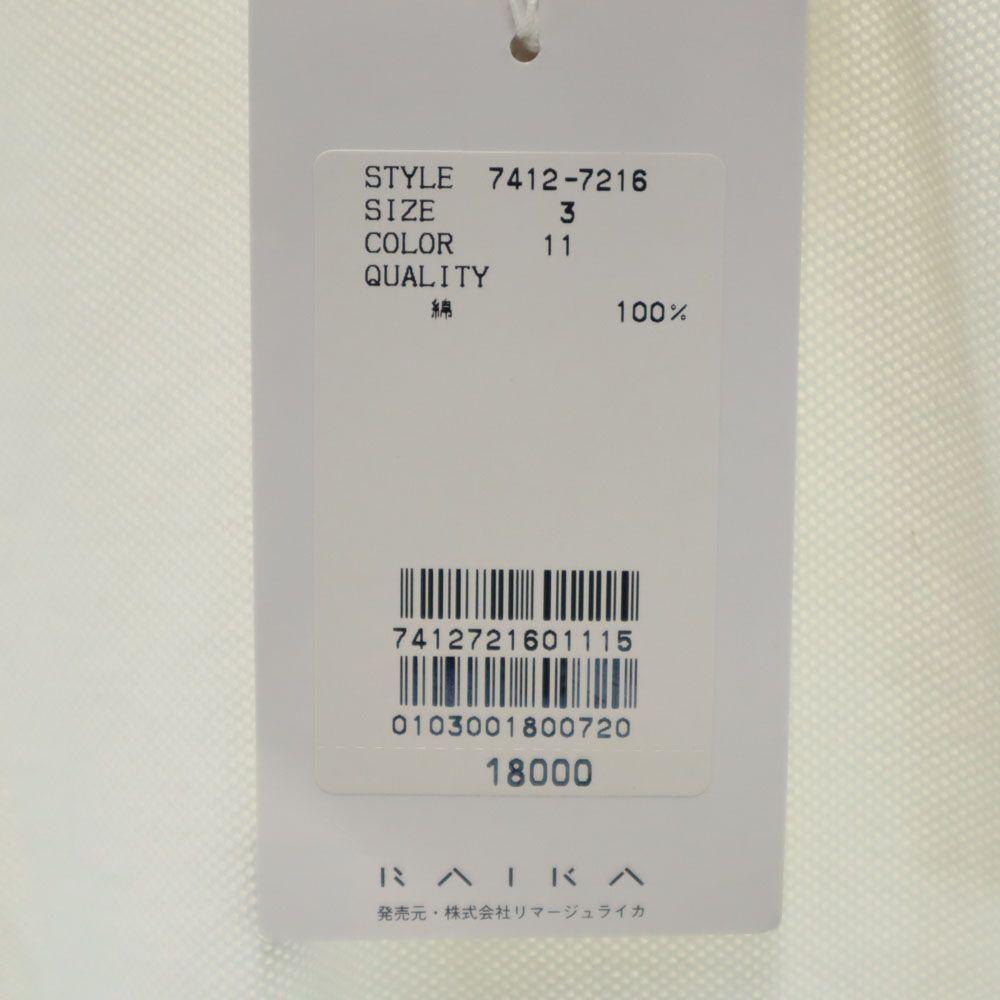 STYLE 7412-7216
SIZE 3
COLOR 11
QUALITY
綿 100%
7412721601115
0103001800720
18000
RAIKA
発売元・株式会社リマージュライカ